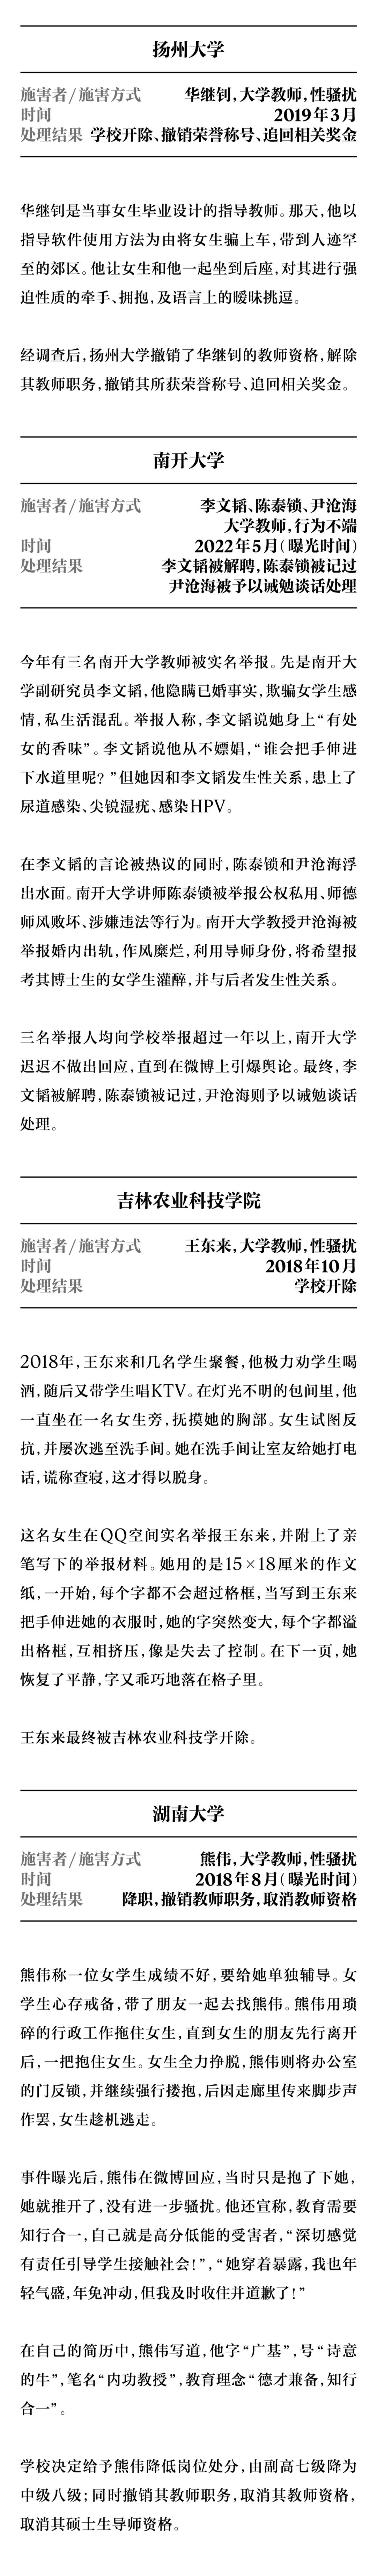 扬州大学
施害者/施害方式 华继钊,大学教师,性骚扰
时间 2019年3月
处理结果 学校开除、撤销荣誉称号、追回相关奖金
华继钊是当事女生毕业设计的指导教师。那天,他以
指导软件使用方法为由将女生骗上车,带到人迹罕
至的郊区。他让女生和他一起坐到后座,对其进行强
迫性质的牵手、拥抱,及语言上的暧昧挑逗。
经调查后,扬州大学撤销了华继钊的教师资格,解除
其教师职务,撤销其所获荣誉称号、追回相关奖金。
南开大学
施害者/施害方式 李文韬、陈泰锁、尹沧海
大学教师,行为不端
时间 2022年5月(曝光时间)
处理结果 李文韬被解聘,陈泰锁被记过
尹沧海被予以诫勉谈话处理
今年有三名南开大学教师被实名举报。先是南开大
学副研究员李文韬,他隐瞒已婚事实,欺骗女学生感
情,私生活混乱。举报人称,李文韬说她身上“有处
女的香味”。李文韬说他从不嫖娼,“谁会把手伸进
下水道里呢?”但她因和李文韬发生性关系,患上了
尿道感染、尖锐湿疣、感染HPV。
在李文韬的言论被热议的同时,陈泰锁和尹沧海浮
出水面。南开大学讲师陈泰锁被举报公权私用、师德
师风败坏、涉嫌违法等行为。南开大学教授尹沧海被
举报婚内出轨,作风糜烂,利用导师身份,将希望报
考其博士生的女学生灌醉,并与后者发生性关系。
三名举报人均向学校举报超过一年以上,南开大学
迟迟不做出回应,直到在微博上引爆舆论。最终,李
文韬被解聘,陈泰锁被记过,尹沧海则予以诫勉谈话
处理。
吉林农业科技学院
施害者/施害方式 王东来,大学教师,性骚扰
时间 2018年10月
处理结果 学校开除
2018年,王东来和几名学生聚餐,他极力劝学生喝
酒,随后又带学生唱KTV。在灯光不明的包间里,他
一直坐在一名女生旁,抚摸她的胸部。女生试图反
抗,并屡次逃至洗手间。她在洗手间让室友给她打电
话,谎称查寝,这才得以脱身。
这名女生在QQ空间实名举报王东来,并附上了亲
笔写下的举报材料。她用的是15×18厘米的作文
纸,一开始,每个字都不会超过格框,当写到王东来
把手伸进她的衣服时,她的字突然变大,每个字都溢
出格框,互相挤压,像是失去了控制。在下一页,她
恢复了平静,字又乖巧地落在格子里。
王东来最终被吉林农业科技学开除。
湖南大学
施害者/施害方式 熊伟,大学教师,性骚扰
时间 2018年8月(曝光时间)
处理结果 降职,撤销教师职务,取消教师资格
熊伟称一位女学生成绩不好,要给她单独辅导。女
学生心存戒备,带了朋友一起去找熊伟。熊伟用琐
碎的行政工作拖住女生,直到女生的朋友先行离开
后,一把抱住女生。女生全力挣脱,熊伟则将办公室
的门反锁,并继续强行搂抱,后因走廊里传来脚步声
作罢,女生趁机逃走。
事件曝光后,熊伟在微博回应,当时只是抱了下她,
她就推开了,没有进一步骚扰。他还宣称,教育需要
知行合一,自己就是高分低能的受害者,“深切感觉
有责任引导学生接触社会!”,“她穿着暴露,我也年
轻气盛,年免冲动,但我及时收住并道歉了!”
在自己的简历中,熊伟写道,他字“广基”,号“诗意
的牛”,笔名“内功教授”,教育理念“德才兼备,知行
合一”。
学校决定给予熊伟降低岗位处分,由副高七级降为
中级八级;同时撤销其教师职务,取消其教师资格,
取消其硕士生导师资格。